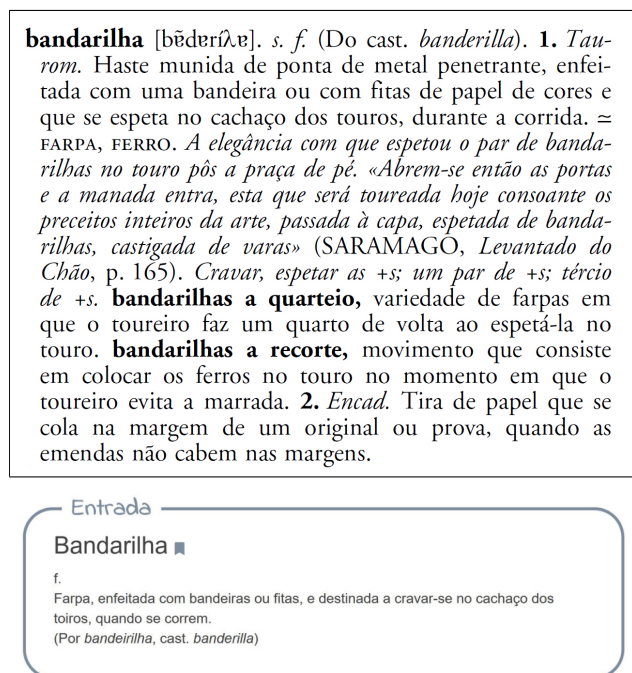 bandarilha [bɐ̃dɐríʎɐ]. s. f. (Do cast. banderilla). 1. Tau-
rom. Haste munida de ponta de metal penetrante, enfei-
tada com uma bandeira ou com fitas de papel de cores e
que se espeta no cachaço dos touros, durante a corrida. ≃
FARPA, FERRO. A elegância com que espetou o par de banda-
rilhas no touro pôs a praça de pé. «Abrem-se então as portas
e a manada entra, esta que será toureada hoje consoante os
preceitos inteiros da arte, passada à capa, espetada de banda-
rilhas, castigada de varas» (SARAMAGO, Levantado do
Chão, p. 165). Cravar, espetar as +s; um par de +s; tércio
de +s. bandarilhas a quarteio, variedade de farpas em
que o toureiro faz um quarto de volta ao espetá-la no
touro. bandarilhas a recorte, movimento que consiste
em colocar os ferros no touro no momento em que o
toureiro evita a marrada. 2. Encad. Tira de papel que se
cola na margem de um original ou prova, quando as
emendas não cabem nas margens.
Entrada
Bandarilha
f.
Farpa, enfeitada com bandeiras ou fitas, e destinada a cravar-se no cachaço dos
toiros, quando se correm.
(Por bandeirilha, cast. banderilla)